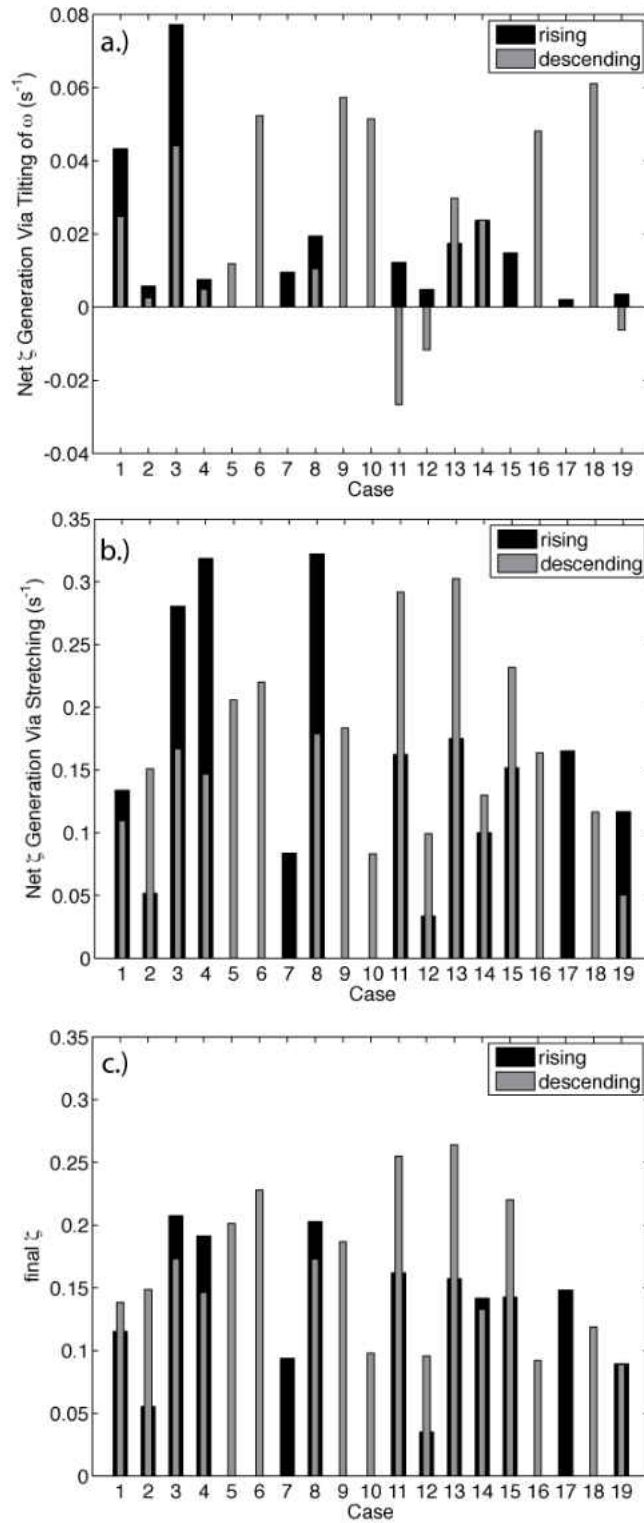 a.)
rising
descending
Net ζ Generation Via Tilting of ω (s⁻¹)
0.08
0.06
0.04
0.02
0
-0.02
-0.04
1 2 3 4 5 6 7 8 9 10 11 12 13 14 15 16 17 18 19
Case
b.)
rising
descending
Net ζ Generation Via Stretching (s⁻¹)
0.35
0.3
0.25
0.2
0.15
0.1
0.05
0
1 2 3 4 5 6 7 8 9 10 11 12 13 14 15 16 17 18 19
Case
c.)
rising
descending
final ζ
0.35
0.3
0.25
0.2
0.15
0.1
0.05
0
1 2 3 4 5 6 7 8 9 10 11 12 13 14 15 16 17 18 19
Case